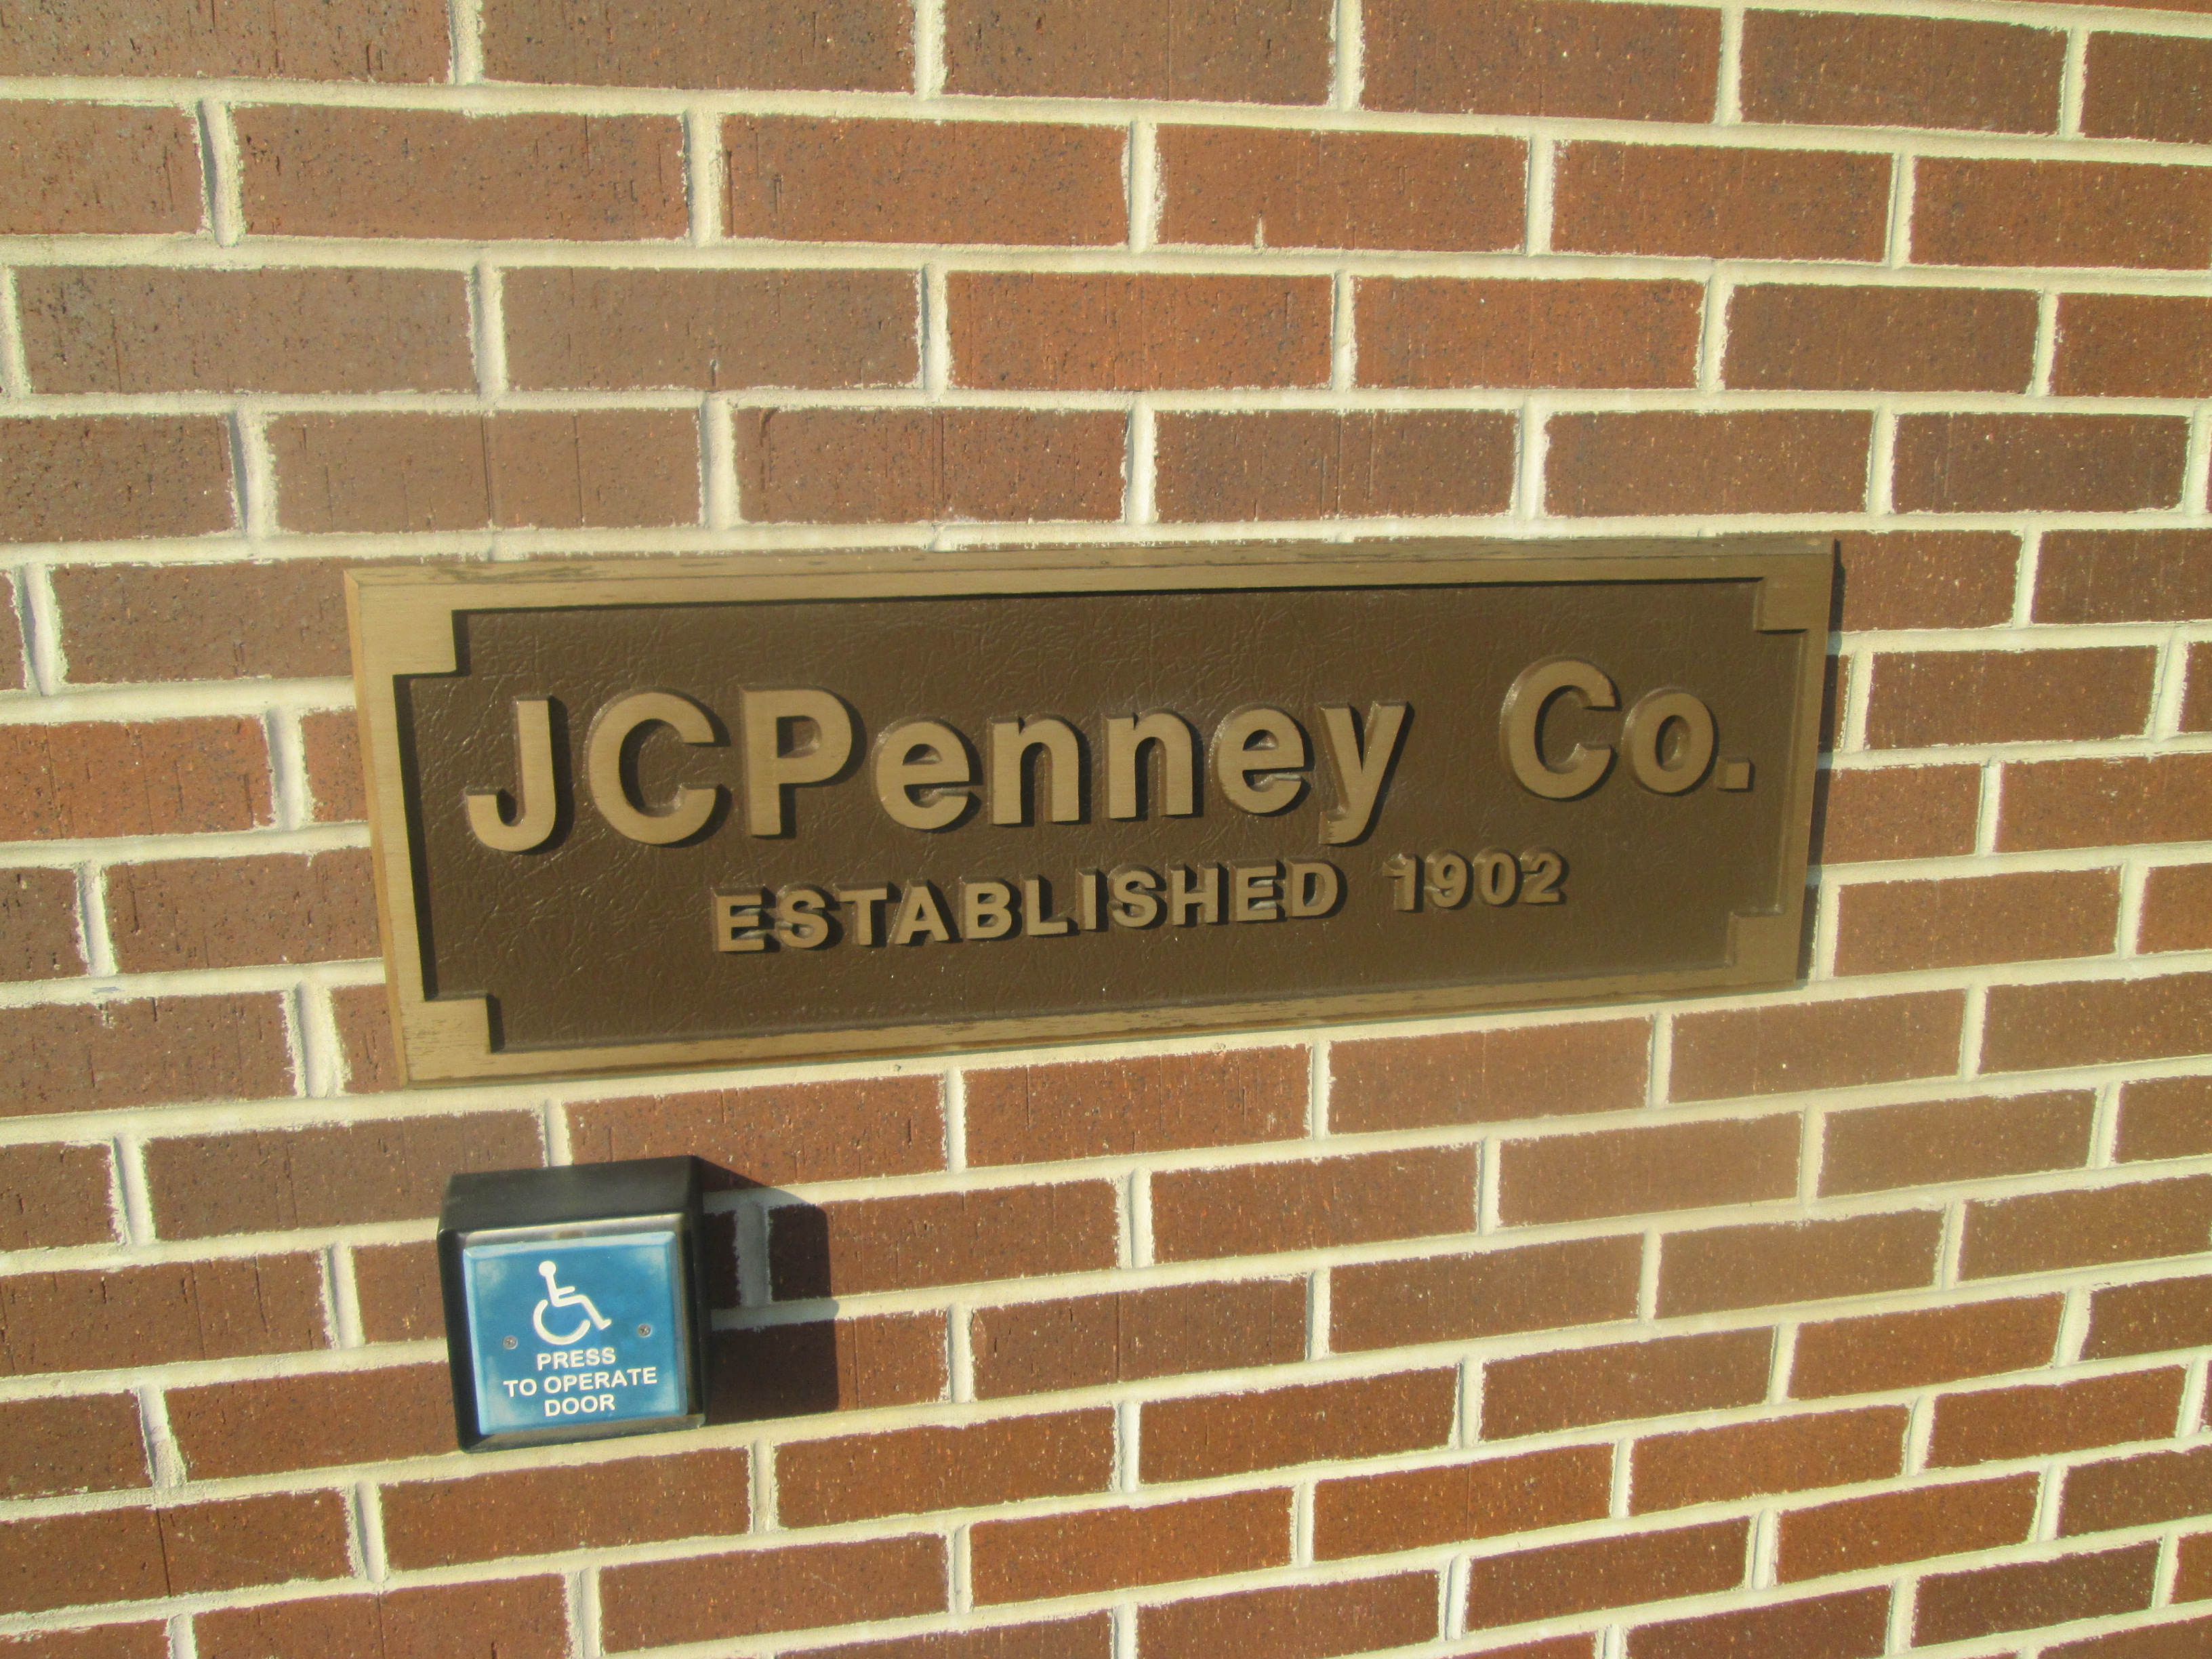 JCPenney Co.
ESTABLISHED 1902
PRESS
TO OPERATE
DOOR